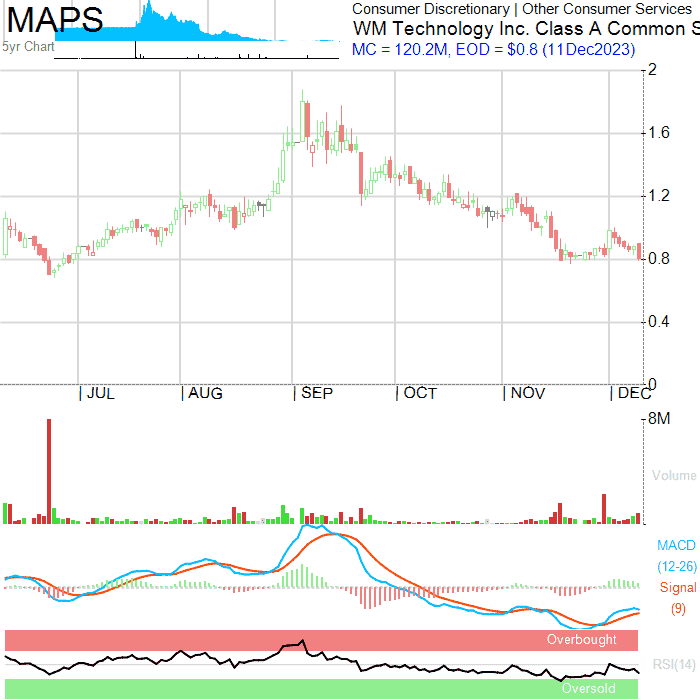 MAPS
5yr Chart
Consumer Discretionary | Other Consumer Services
WM Technology Inc. Class A Common S
MC = 120.2M, EOD = $0.8 (11Dec2023)
2
1.6
1.2
0.8
0.4
0
| JUL | AUG | SEP | OCT | NOV | DEC
8M
Volume
MACD
(12-26)
Signal
(9)
Overbought
RSI(14)
Oversold